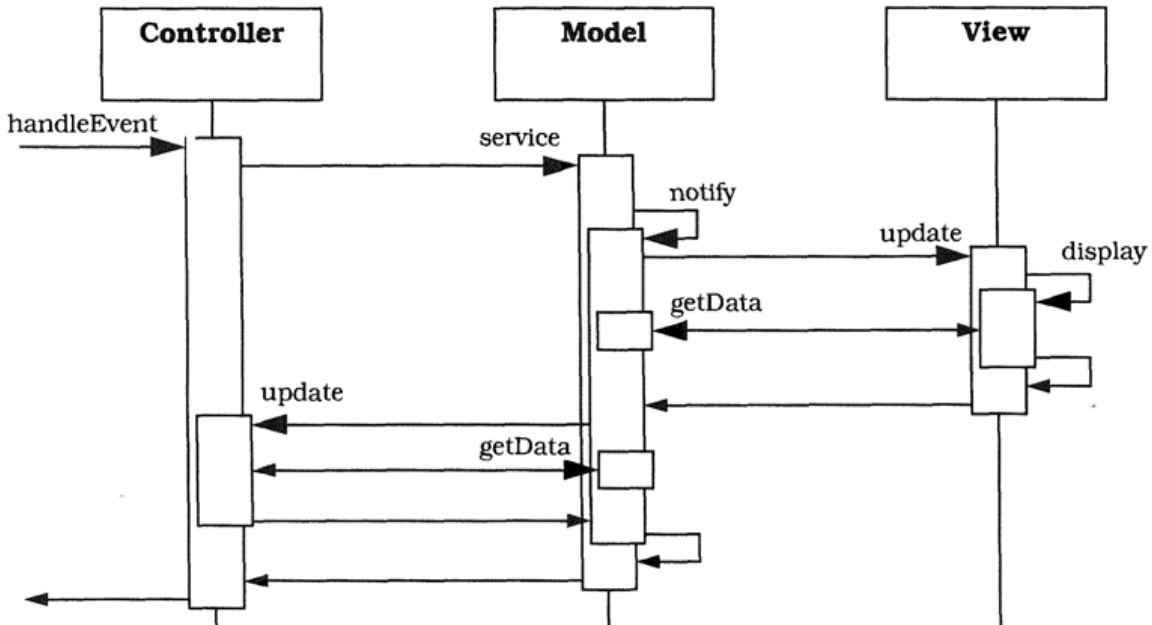 Controller
Model
View
handleEvent
service
notify
update
display
getData
update
getData